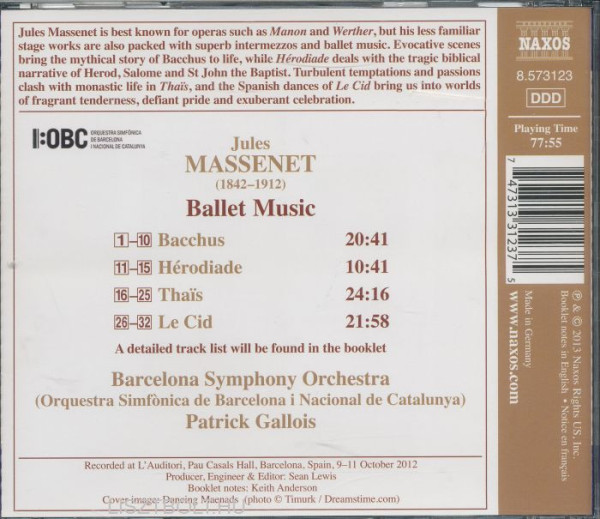 Jules Massenet is best known for operas such as Manon and Werther, but his less familiar
stage works are also packed with superb intermezzos and ballet music. Evocative scenes
bring the mythical story of Bacchus to life, while Hérodiade deals with the tragic biblical
narrative of Herod, Salome and St John the Baptist. Turbulent temptations and passions
clash with monastic life in Thaïs, and the Spanish dances of Le Cid bring us into worlds
of fragrant tenderness, defiant pride and exuberant celebration.
OBC
ORQUESTRA SIMFÒNICA
DE BARCELONA
I NACIONAL DE CATALUNYA
Jules
MASSENET
(1842–1912)
Ballet Music
1–10 Bacchus 20:41
11–15 Hérodiade 10:41
16–25 Thaïs 24:16
26–32 Le Cid 21:58
A detailed track list will be found in the booklet
Barcelona Symphony Orchestra
(Orquestra Simfònica de Barcelona i Nacional de Catalunya)
Patrick Gallois
Recorded at L'Auditori, Pau Casals Hall, Barcelona, Spain, 9–11 October 2012
Producer, Engineer & Editor: Sean Lewis
Booklet notes: Keith Anderson
Cover image: Dancing Maenads (photo © Timurk / Dreamstime.com)
NAXOS
8.573123
DDD
Playing Time
77:55
7 47313 31237 5
℗ & © 2013 Naxos Rights US, Inc.
Booklet notes in English • Notice en français
Made in Germany
www.naxos.com
LISZTBOLT.HU